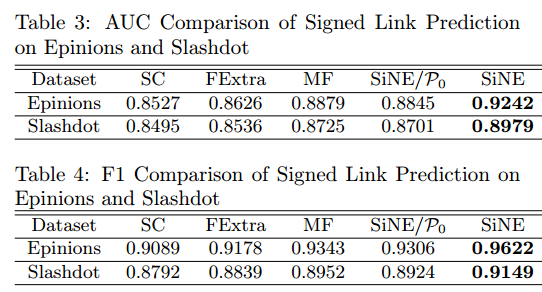 Table 3: AUC Comparison of Signed Link Prediction
on Epinions and Slashdot
Dataset SC FExtra MF SiNE/𝒫₀ SiNE
Epinions 0.8527 0.8626 0.8879 0.8845 0.9242
Slashdot 0.8495 0.8536 0.8725 0.8701 0.8979
Table 4: F1 Comparison of Signed Link Prediction on
Epinions and Slashdot
Dataset SC FExtra MF SiNE/𝒫₀ SiNE
Epinions 0.9089 0.9178 0.9343 0.9306 0.9622
Slashdot 0.8792 0.8839 0.8952 0.8924 0.9149